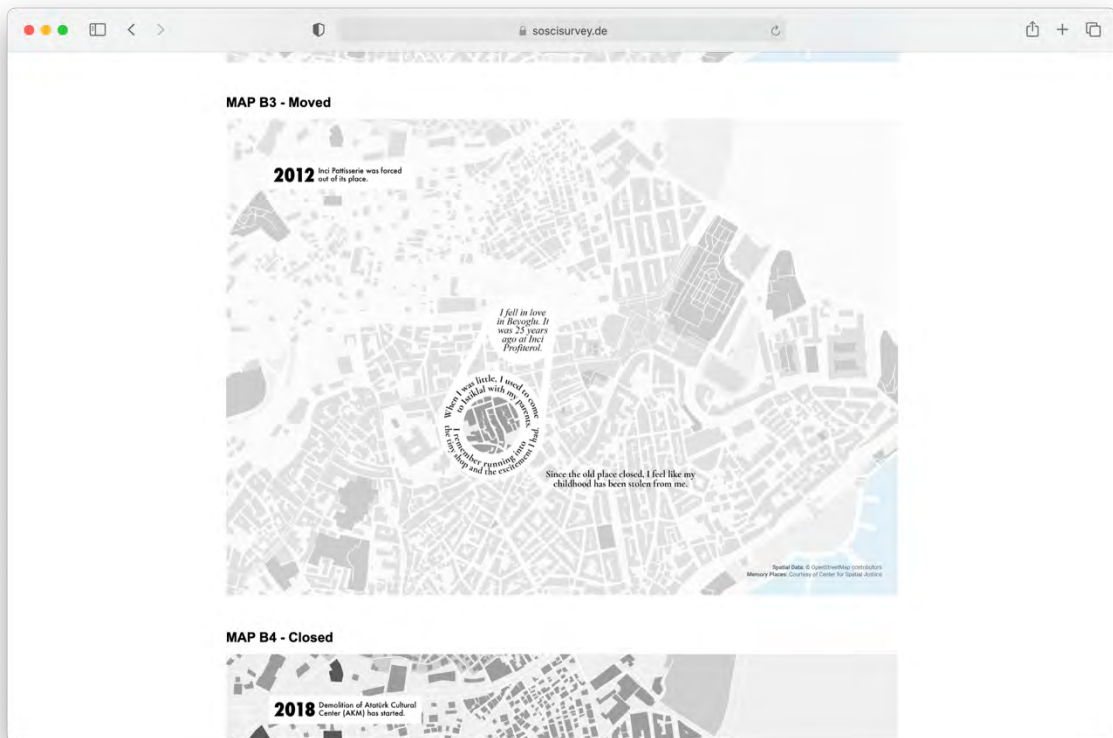 soscisurvey.de
MAP B3 - Moved
2012 Inci Pattisserie was forced
out of its place.
I fell in love
in Beyoglu. It
was 25 years
ago at Inci
Profiterol.
When I was little, I used to come
to Istiklal with my parents.
I remember running into
the tiny shop and the excitement I had.
Since the old place closed, I feel like my
childhood has been stolen from me.
Spatial Data: © OpenStreetMap contributors
Memory Places: Courtesy of Center for Spatial Justice
MAP B4 - Closed
2018 Demolition of Atatürk Cultural
Center (AKM) has started.